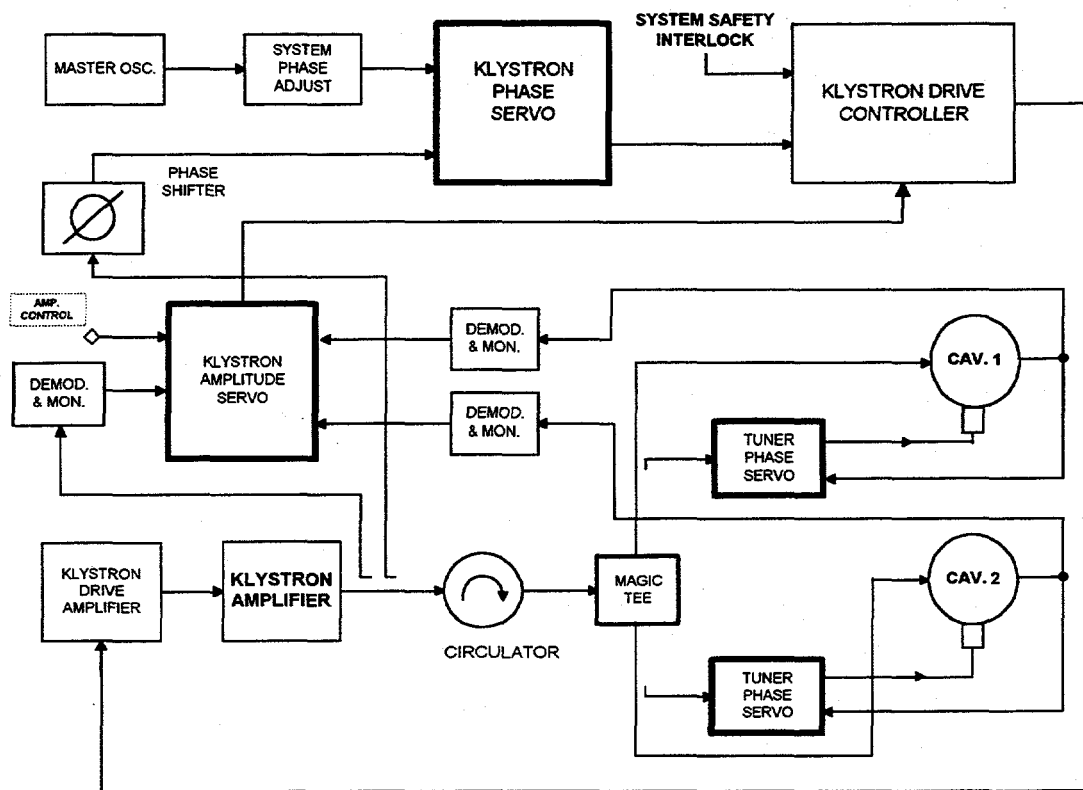 SYSTEM SAFETY
INTERLOCK
MASTER OSC.
SYSTEM
PHASE
ADJUST
KLYSTRON
PHASE
SERVO
KLYSTRON DRIVE
CONTROLLER
PHASE
SHIFTER
AMP.
CONTROL
DEMOD.
& MON.
KLYSTRON
AMPLITUDE
SERVO
DEMOD.
& MON.
DEMOD.
& MON.
CAV. 1
TUNER
PHASE
SERVO
KLYSTRON
DRIVE
AMPLIFIER
KLYSTRON
AMPLIFIER
CIRCULATOR
MAGIC
TEE
CAV. 2
TUNER
PHASE
SERVO